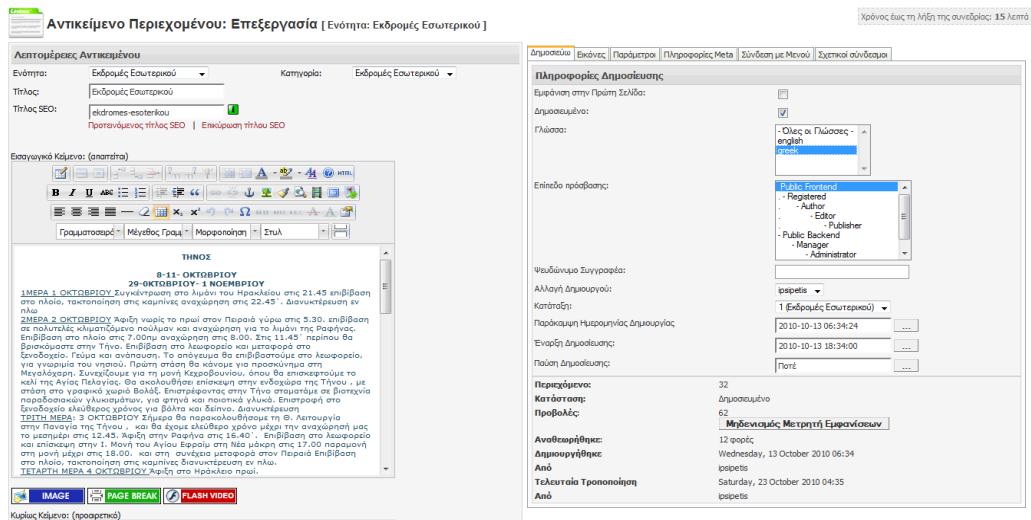 Χρόνος έως τη λήξη της συνεδρίας: 15 λεπτά
Αντικείμενο Περιεχομένου: Επεξεργασία [ Ενότητα: Εκδρομές Εσωτερικού ]
Λεπτομέρειες Αντικειμένου
Ενότητα: Εκδρομές Εσωτερικού Κατηγορία: Εκδρομές Εσωτερικού
Τίτλος: Εκδρομές Εσωτερικού
Τίτλος SEO: ekdromes-esoterikou
Προτεινόμενος τίτλος SEO | Επικύρωση τίτλου SEO
Εισαγωγικό Κείμενο: (απαιτείται)
HTML
B I U ABC
Γραμματοσειρά Μέγεθος Γραμμ Μορφοποίηση Στυλ
ΤΗΝΟΣ
8-11- ΟΚΤΩΒΡΙΟΥ
29-0ΚΤΩΒΡΙΟΥ- 1 ΝΟΕΜΒΡΙΟΥ
1ΜΕΡΑ 1 ΟΚΤΩΒΡΙΟΥ Συγκέντρωση στο λιμάνι του Ηρακλείου στις 21.45 επιβίβαση
στο πλοίο, τακτοποίηση στις καμπίνες αναχώρηση στις 22.45΄. Διανυκτέρευση εν
πλω
2ΜΕΡΑ 2 ΟΚΤΩΒΡΙΟΥ Άφιξη νωρίς το πρωί στον Πειραιά γύρω στις 5.30. επιβίβαση
σε πολυτελές κλιματιζόμενο πούλμαν και αναχώρηση για το λιμάνι της Ραφήνας.
Επιβίβαση στο πλοίο στις 7.00πμ αναχώρηση στις 8.00. Στις 11.45΄ περίπου θα
βρισκόμαστε στην Τήνο. Επιβίβαση στο λεωφορείο και μεταφορά στο
ξενοδοχείο. Γεύμα και ανάπαυση. Το απόγευμα θα επιβιβαστούμε στο λεωφορείο,
για γνωριμία του νησιού. Πρώτη στάση θα κάνομε για προσκύνημα στη
Μεγαλόχαρη. Συνεχίζουμε για τη μονή Κεχροβουνίου, όπου θα επισκεφτούμε το
κελί της Αγίας Πελαγίας. Θα ακολουθήσει επίσκεψη στην ενδοχώρα της Τήνου , με
στάση στο γραφικό χωριό Βολάξ. Επιστρέφοντας στην Τήνο σταματάμε σε βιοτεχνία
παραδοσιακών γλυκισμάτων, για φτηνά και ποιοτικά γλυκά. Επιστροφή στο
ξενοδοχείο ελεύθερος χρόνος για βόλτα και δείπνο. Διανυκτέρευση
ΤΡΙΤΗ ΜΕΡΑ: 3 ΟΚΤΩΒΡΙΟΥ Σήμερα θα παρακολουθήσομε τη Θ. Λειτουργία
στην Παναγία της Τήνου , και θα έχομε ελεύθερο χρόνο μέχρι την αναχώρησή μας
το μεσημέρι στις 12.45. Άφιξη στην Ραφήνα στις 16.40΄. Επιβίβαση στο λεωφορείο
και επίσκεψη στην Ι. Μονή του Αγίου Εφραίμ στη Νέα μάκρη στις 17.00 παραμονή
στη μονή μέχρι στις 18.00. και στη συνέχεια μεταφορά στον Πειραιά Επιβίβαση
στο πλοίο, τακτοποίηση στις καμπίνες διανυκτέρευση εν πλω.
ΤΕΤΑΡΤΗ ΜΕΡΑ 4 ΟΚΤΩΒΡΙΟΥ Άφιξη στο Ηράκλειο πρωί.
IMAGE PAGE BREAK FLASH VIDEO
Κυρίως Κείμενο: (προαιρετικό)
Δημοσιεύω Εικόνες Παράμετροι Πληροφορίες Meta Σύνδεση με Μενού Σχετικοί σύνδεσμοι
Πληροφορίες Δημοσίευσης
Εμφάνιση στην Πρώτη Σελίδα:
Δημοσιευμένο:
Γλώσσα: - Όλες οι Γλώσσες -
english
greek
Επίπεδο πρόσβασης: Public Frontend
. - Registered
. - Author
. - Editor
. - Publisher
- Public Backend
- Manager
- Administrator
Ψευδώνυμο Συγγραφέα:
Αλλαγή Δημιουργού: ipsipetis
Κατάταξη: 1 (Εκδρομές Εσωτερικού)
Παράκαμψη Ημερομηνίας Δημιουργίας 2010-10-13 06:34:24 ...
Έναρξη Δημοσίευσης: 2010-10-13 18:34:00 ...
Παύση Δημοσίευσης: Ποτέ ...
Περιεχόμενο: 32
Κατάσταση: Δημοσιευμένο
Προβολές: 62
Μηδενισμός Μετρητή Εμφανίσεων
Αναθεωρήθηκε: 12 φορές
Δημιουργήθηκε Wednesday, 13 October 2010 06:34
Από ipsipetis
Τελευταία Τροποποίηση Saturday, 23 October 2010 04:35
Από ipsipetis